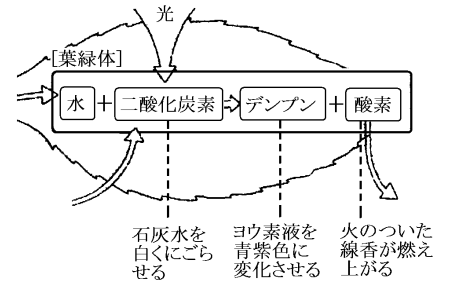 光
[葉緑体]
水 + 二酸化炭素 ⇨ デンプン + 酸素
石灰水を
白くにごら
せる
ヨウ素液を
青紫色に
変化させる
火のついた
線香が燃え
上がる